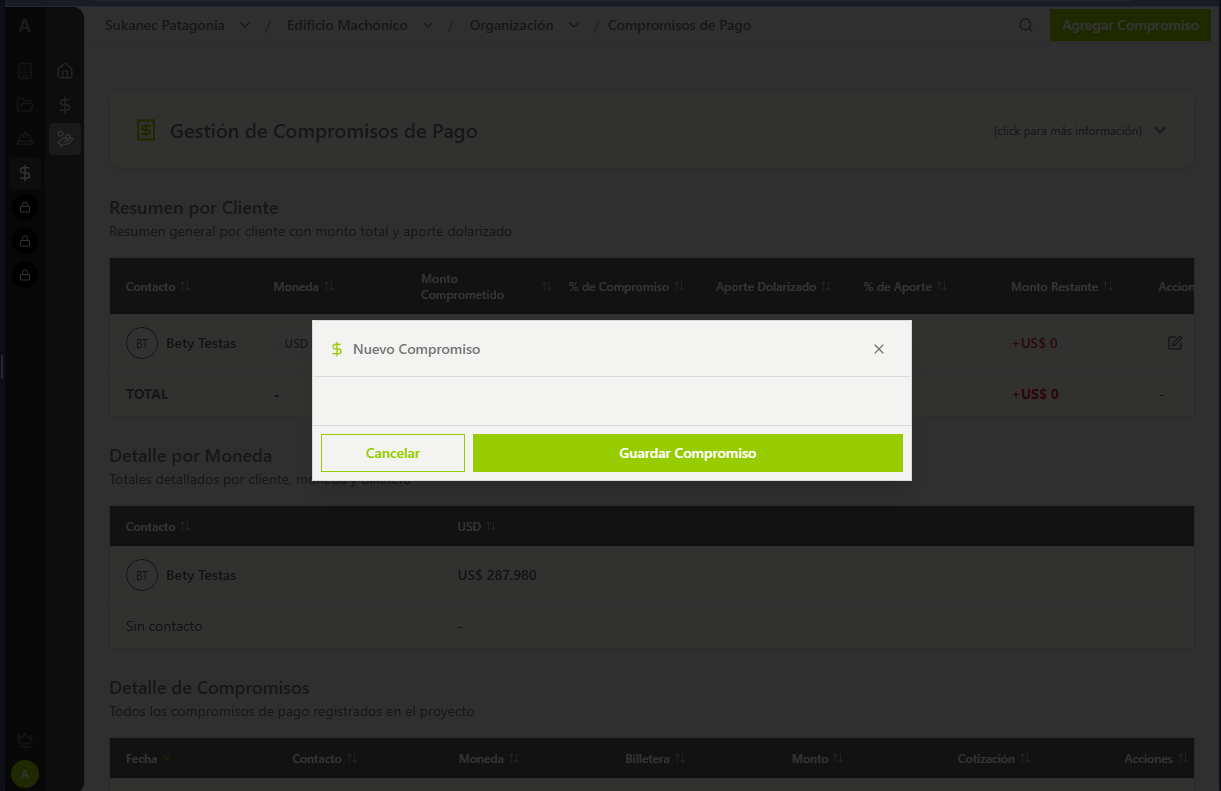 A
Sukanec Patagonia / Edificio Machónico / Organización / Compromisos de Pago
Agregar Compromiso
Gestión de Compromisos de Pago
(click para más información)
Resumen por Cliente
Resumen general por cliente con monto total y aporte dolarizado
Contacto Moneda Monto Comprometido % de Compromiso Aporte Dolarizado % de Aporte Monto Restante Accion
BT Bety Testas USD +US$ 0
TOTAL - +US$ 0 -
$ Nuevo Compromiso
Cancelar Guardar Compromiso
Detalle por Moneda
Totales detallados por cliente, moneda y billetera
Contacto USD
BT Bety Testas US$ 287.980
Sin contacto -
Detalle de Compromisos
Todos los compromisos de pago registrados en el proyecto
Fecha Contacto Moneda Billetera Monto Cotización Acciones
A